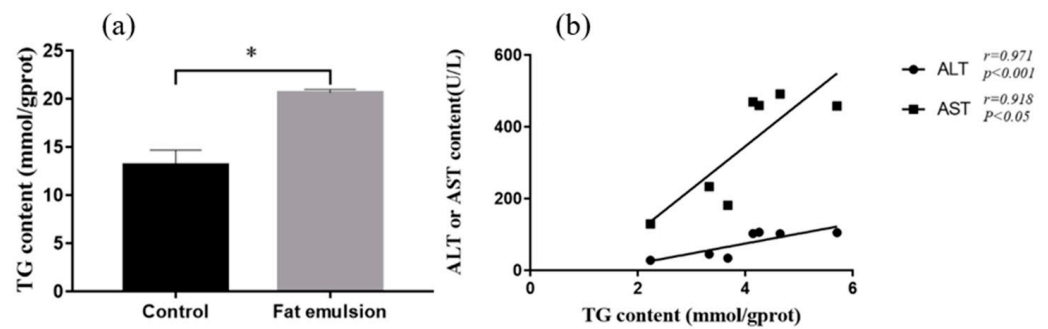 (a)
TG content (mmol/gprot)
25
20
15
10
5
0
*
Control
Fat emulsion
(b)
ALT or AST content(U/L)
600
400
200
0
0
2
4
6
TG content (mmol/gprot)
ALT
r=0.971
p<0.001
AST
r=0.918
P<0.05